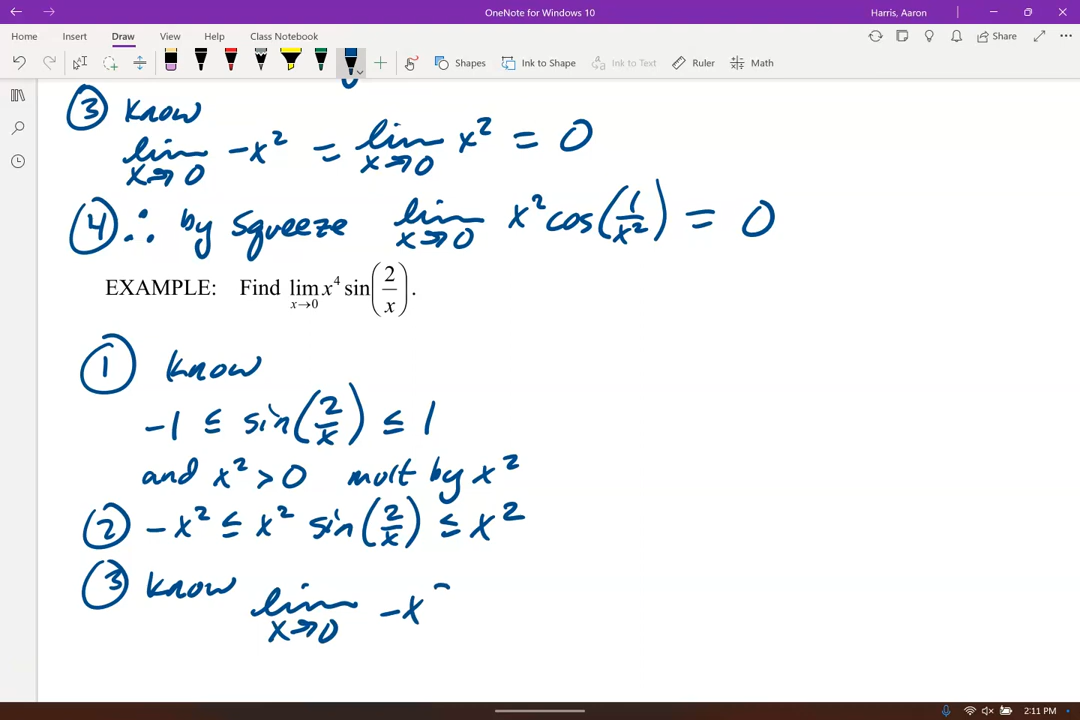 OneNote for Windows 10
Harris, Aaron
Home Insert Draw View Help Class Notebook
Share
Shapes Ink to Shape Ink to Text Ruler Math
③ know
lim x→0 -x² = lim x→0 x² = 0
④ ∴ by squeeze lim x→0 x² cos(1/x²) = 0
EXAMPLE: Find lim x→0 x⁴ sin(2/x).
① know
-1 ≤ sin(2/x) ≤ 1
and x² > 0 mult by x²
② -x² ≤ x² sin(2/x) ≤ x²
③ know lim x→0 -x
2:11 PM